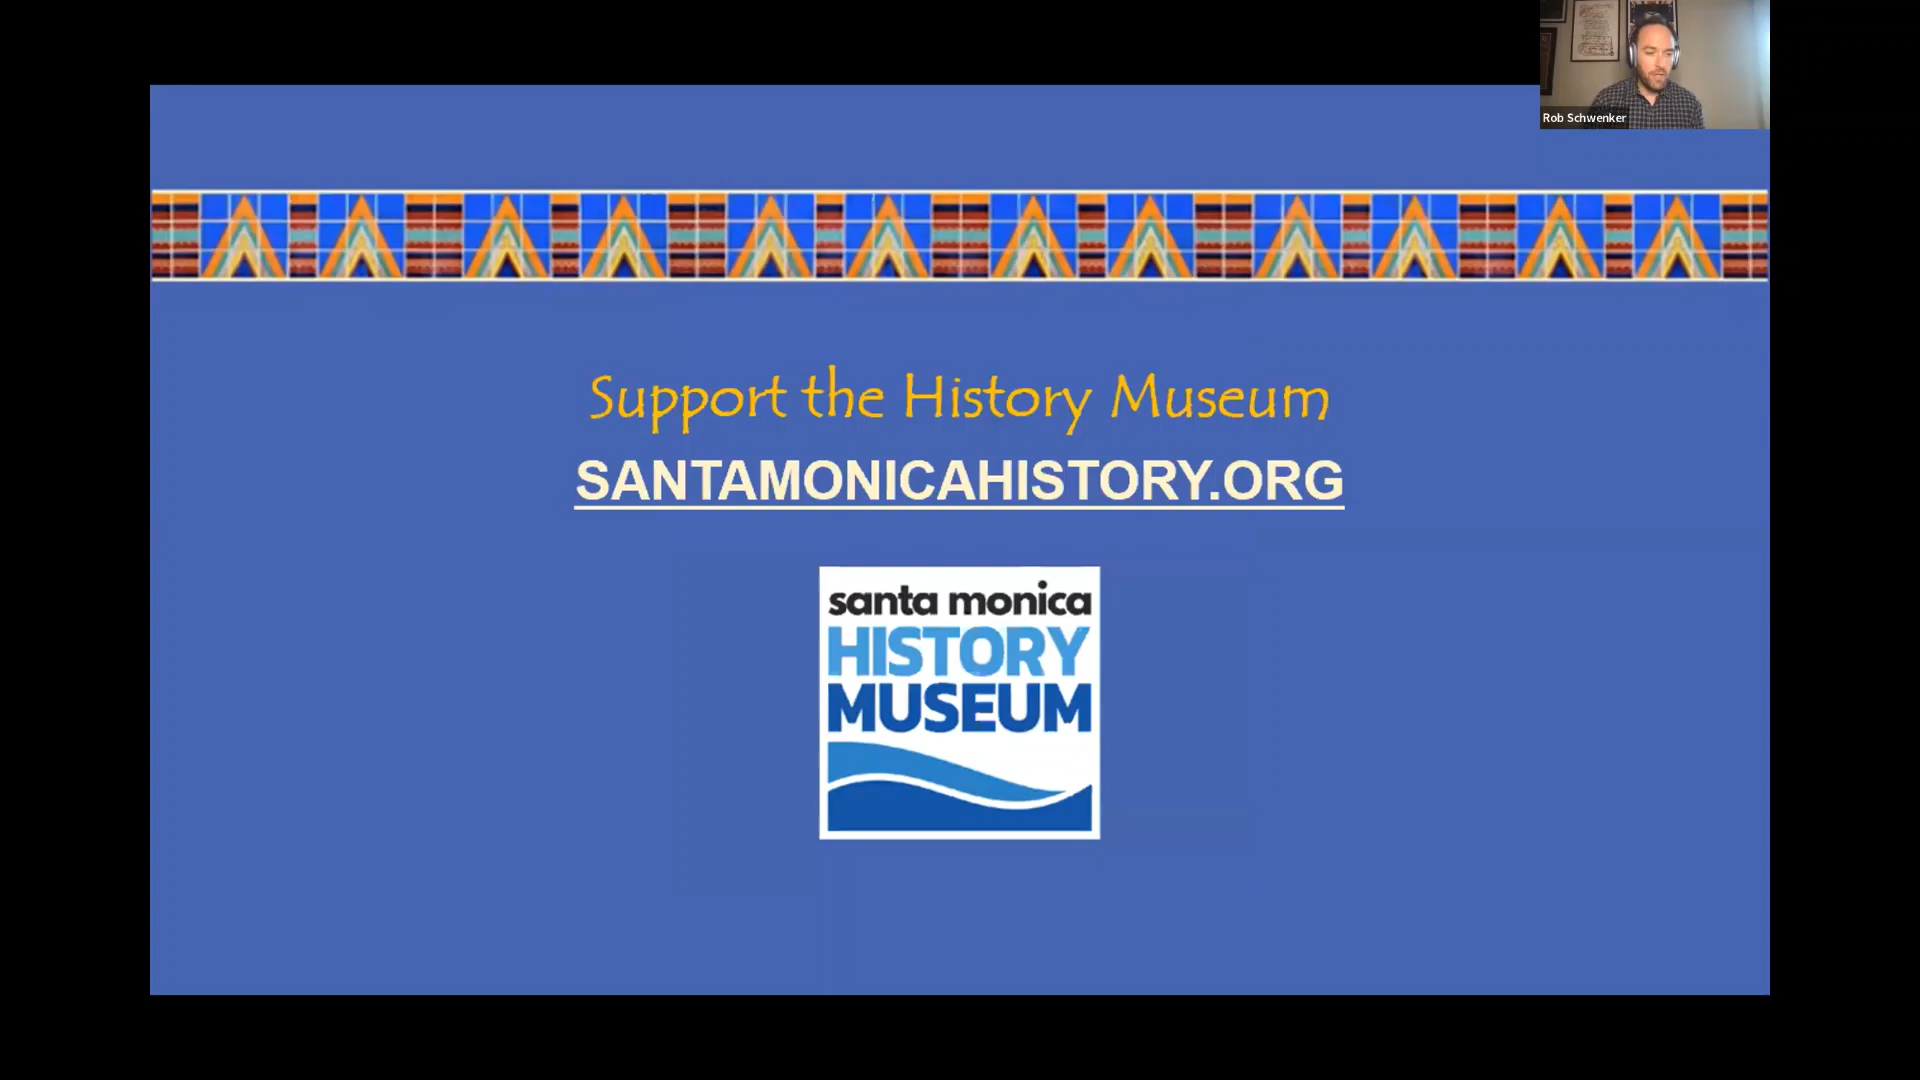 Rob Schwenker
Support the History Museum
SANTAMONICAHISTORY.ORG
santa monica
HISTORY
MUSEUM